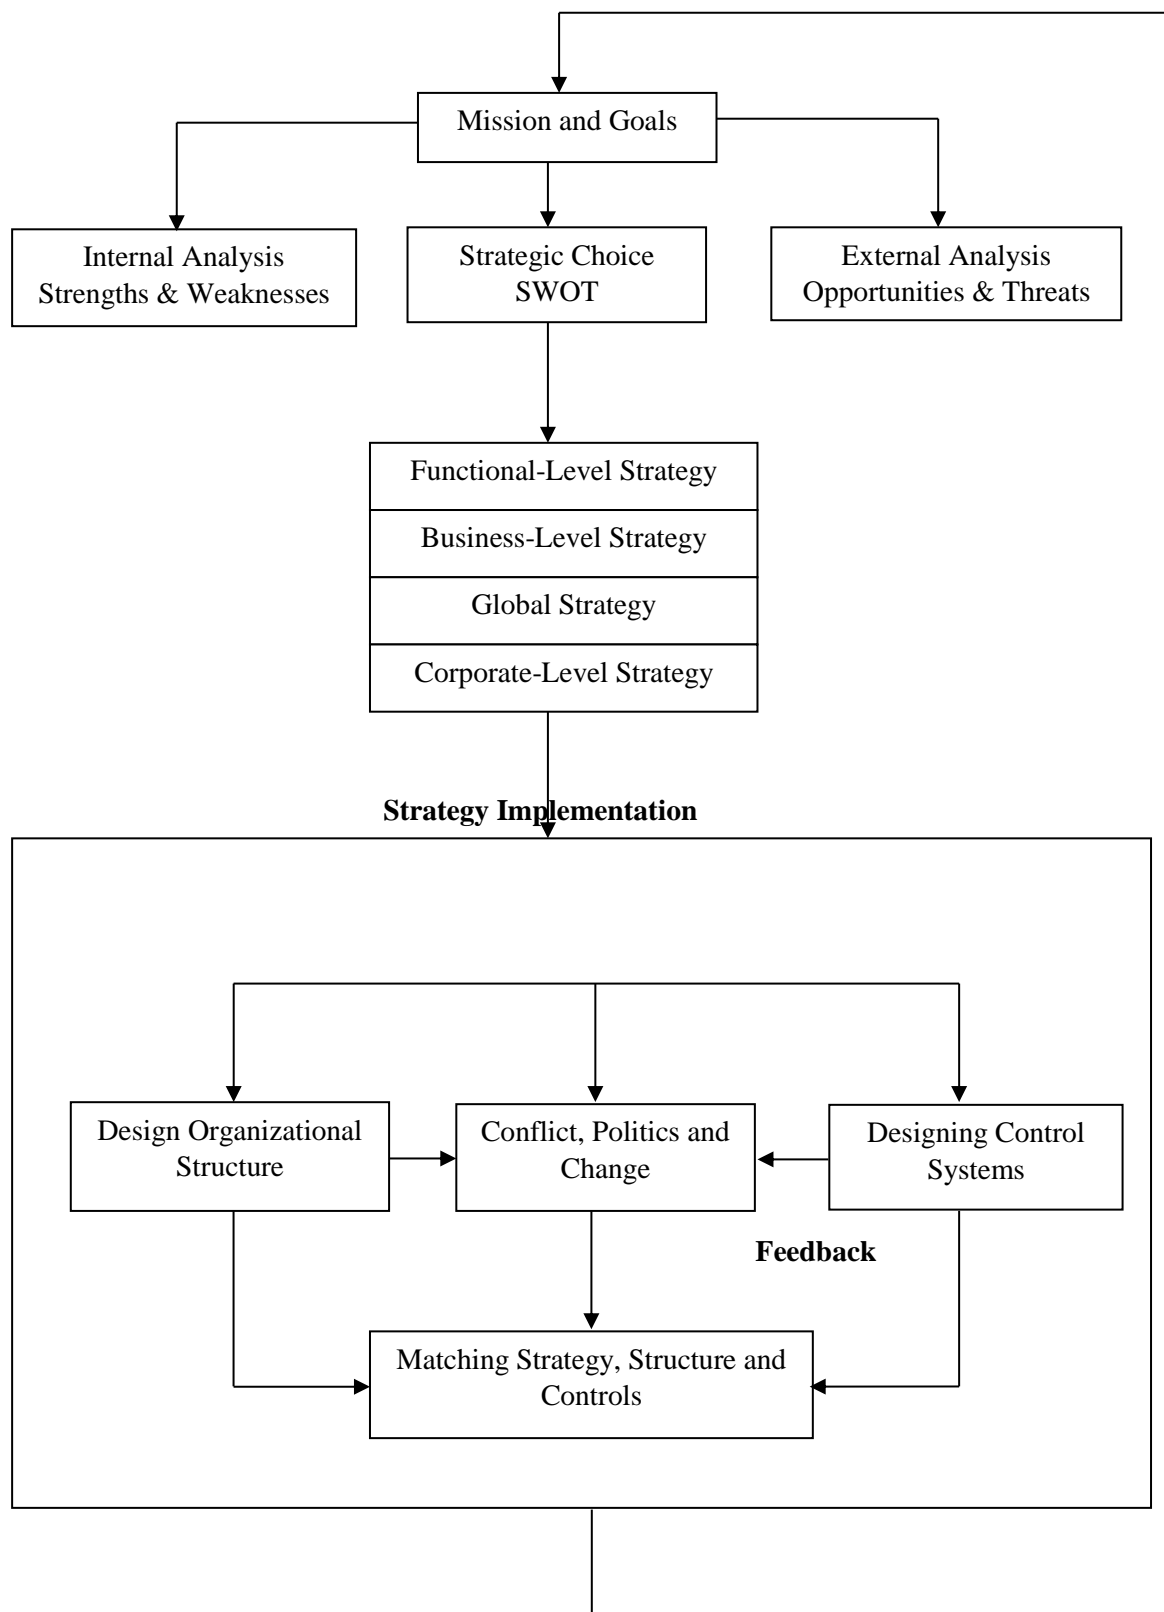 Mission and Goals
Internal Analysis
Strengths & Weaknesses
Strategic Choice
SWOT
External Analysis
Opportunities & Threats
Functional-Level Strategy
Business-Level Strategy
Global Strategy
Corporate-Level Strategy
Strategy Implementation
Design Organizational
Structure
Conflict, Politics and
Change
Designing Control
Systems
Feedback
Matching Strategy, Structure and
Controls